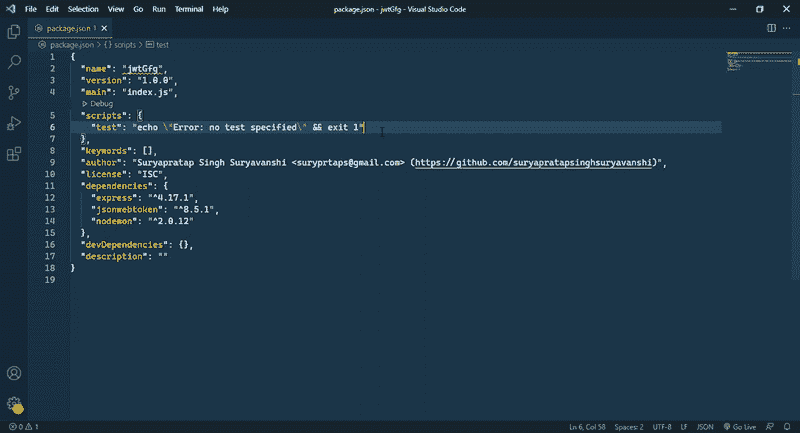 File Edit Selection View Go Run Terminal Help package.json - jwtGfg - Visual Studio Code
package.json 1
package.json > {} scripts > test
1 {
2 "name": "jwtGfg",
3 "version": "1.0.0",
4 "main": "index.js",
Debug
5 "scripts": {
6 "test": "echo \"Error: no test specified\" && exit 1"
7 },
8 "keywords": [],
9 "author": "Suryapratap Singh Suryavanshi <suryprtaps@gmail.com> (https://github.com/suryapratapsinghsuryavanshi)",
10 "license": "ISC",
11 "dependencies": {
12 "express": "^4.17.1",
13 "jsonwebtoken": "^8.5.1",
14 "nodemon": "^2.0.12"
15 },
16 "devDependencies": {},
17 "description": ""
18 }
19
0 1 Ln 6, Col 58 Spaces: 2 UTF-8 LF JSON Go Live